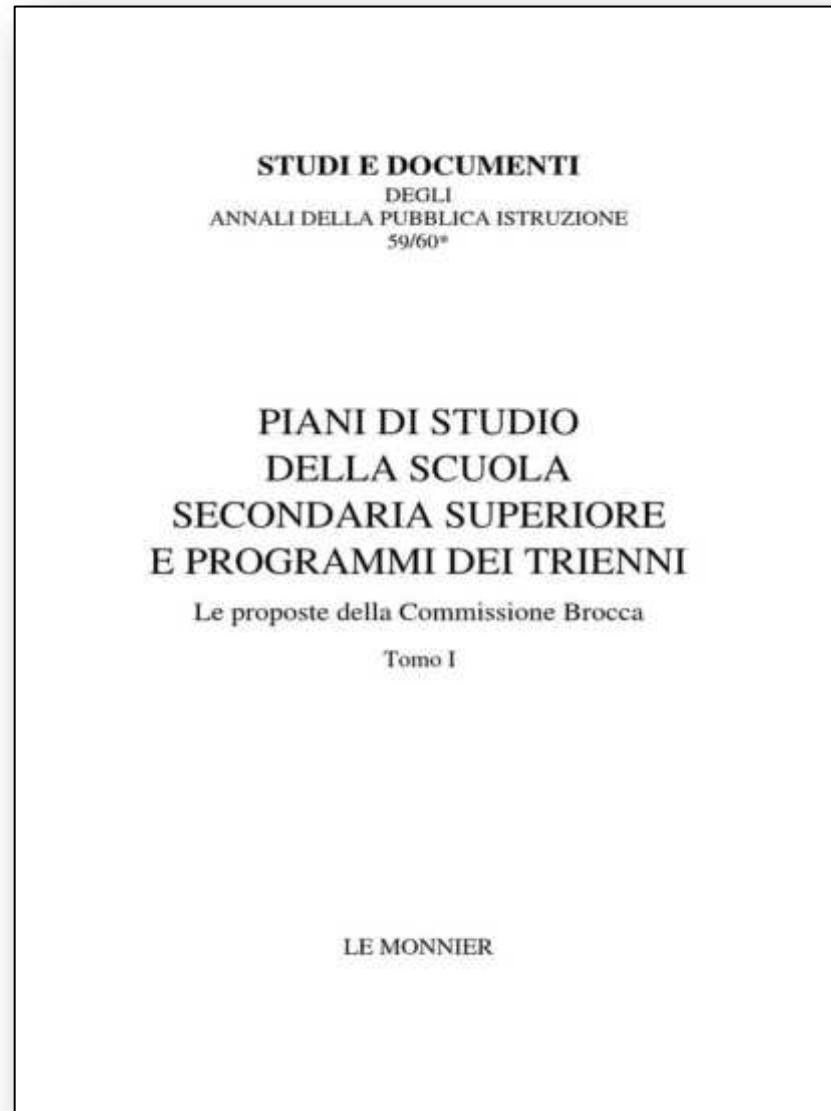 STUDI E DOCUMENTI
DEGLI
ANNALI DELLA PUBBLICA ISTRUZIONE
59/60*
PIANI DI STUDIO
DELLA SCUOLA
SECONDARIA SUPERIORE
E PROGRAMMI DEI TRIENNI
Le proposte della Commissione Brocca
Tomo I
LE MONNIER